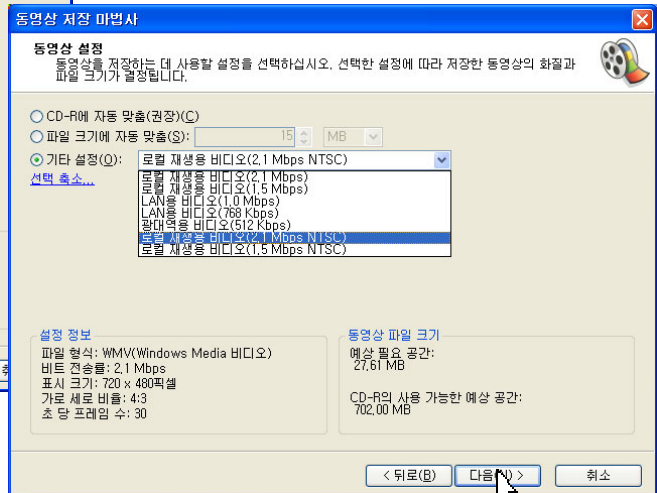 동영상 저장 마법사
동영상 설정
동영상을 저장하는 데 사용할 설정을 선택하십시오. 선택한 설정에 따라 저장한 동영상의 화질과
파일 크기가 결정됩니다.
CD-R에 자동 맞춤(권장)(C)
파일 크기에 자동 맞춤(S): 15 MB
기타 설정(O): 로컬 재생용 비디오(2.1 Mbps NTSC)
선택 축소...
로컬 재생용 비디오(2.1 Mbps)
로컬 재생용 비디오(1.5 Mbps)
LAN용 비디오(1.0 Mbps)
LAN용 비디오(768 Kbps)
광대역용 비디오(512 Kbps)
로컬 재생용 비디오(2.1 Mbps NTSC)
로컬 재생용 비디오(1.5 Mbps NTSC)
설정 정보
파일 형식: WMV(Windows Media 비디오)
비트 전송률: 2.1 Mbps
표시 크기: 720 x 480픽셀
가로 세로 비율: 4:3
초 당 프레임 수: 30
동영상 파일 크기
예상 필요 공간:
27.61 MB
CD-R의 사용 가능한 예상 공간:
702.00 MB
< 뒤로(B) 다음(N) > 취소